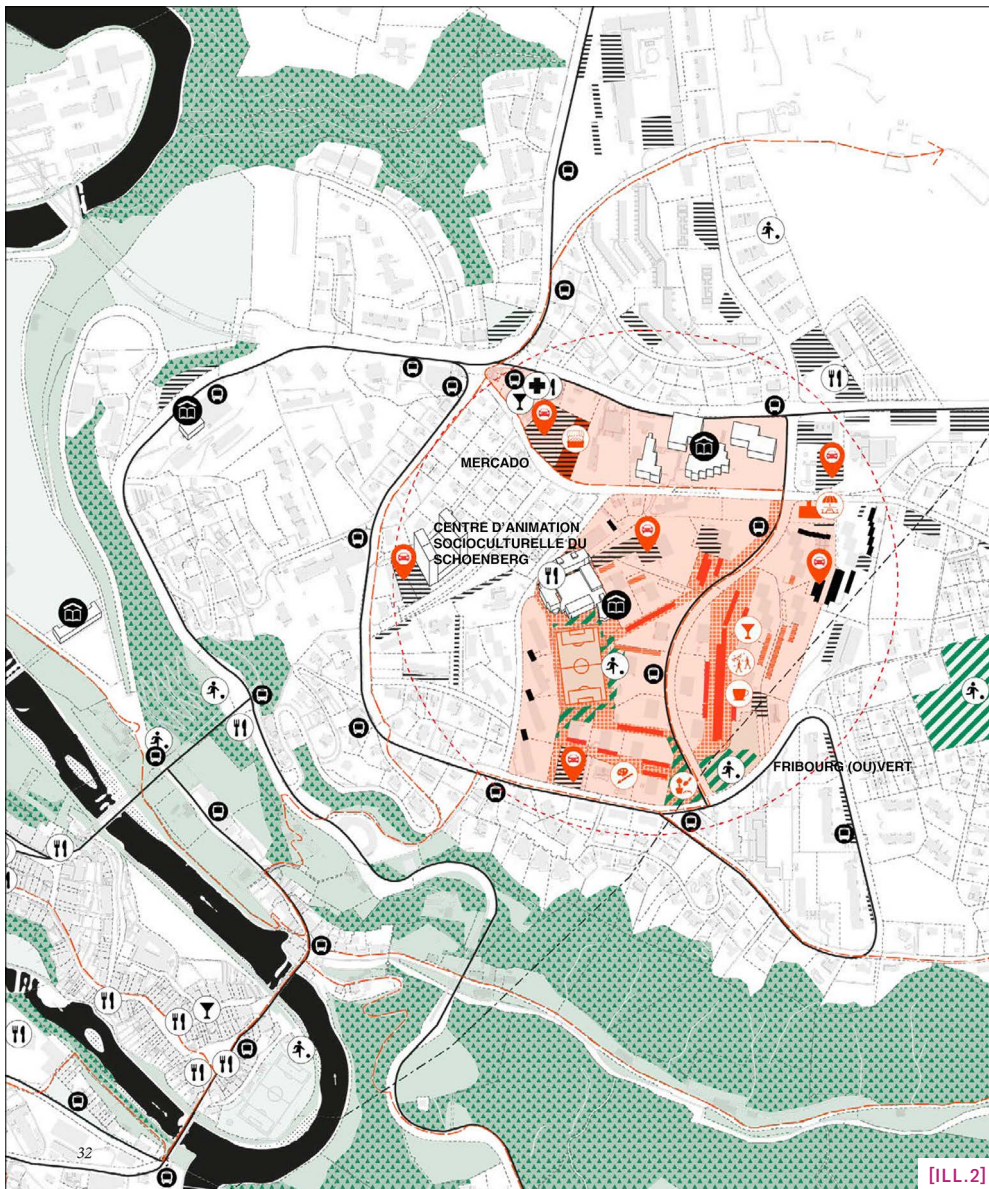 MERCADO
CENTRE D'ANIMATION
SOCIOCULTURELLE DU
SCHOENBERG
FRIBOURG (OU)VERT
32
[ILL.2]